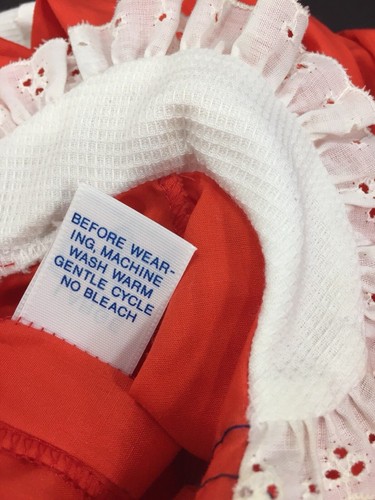 BEFORE WEAR-
ING, MACHINE
WASH WARM
GENTLE CYCLE
NO BLEACH